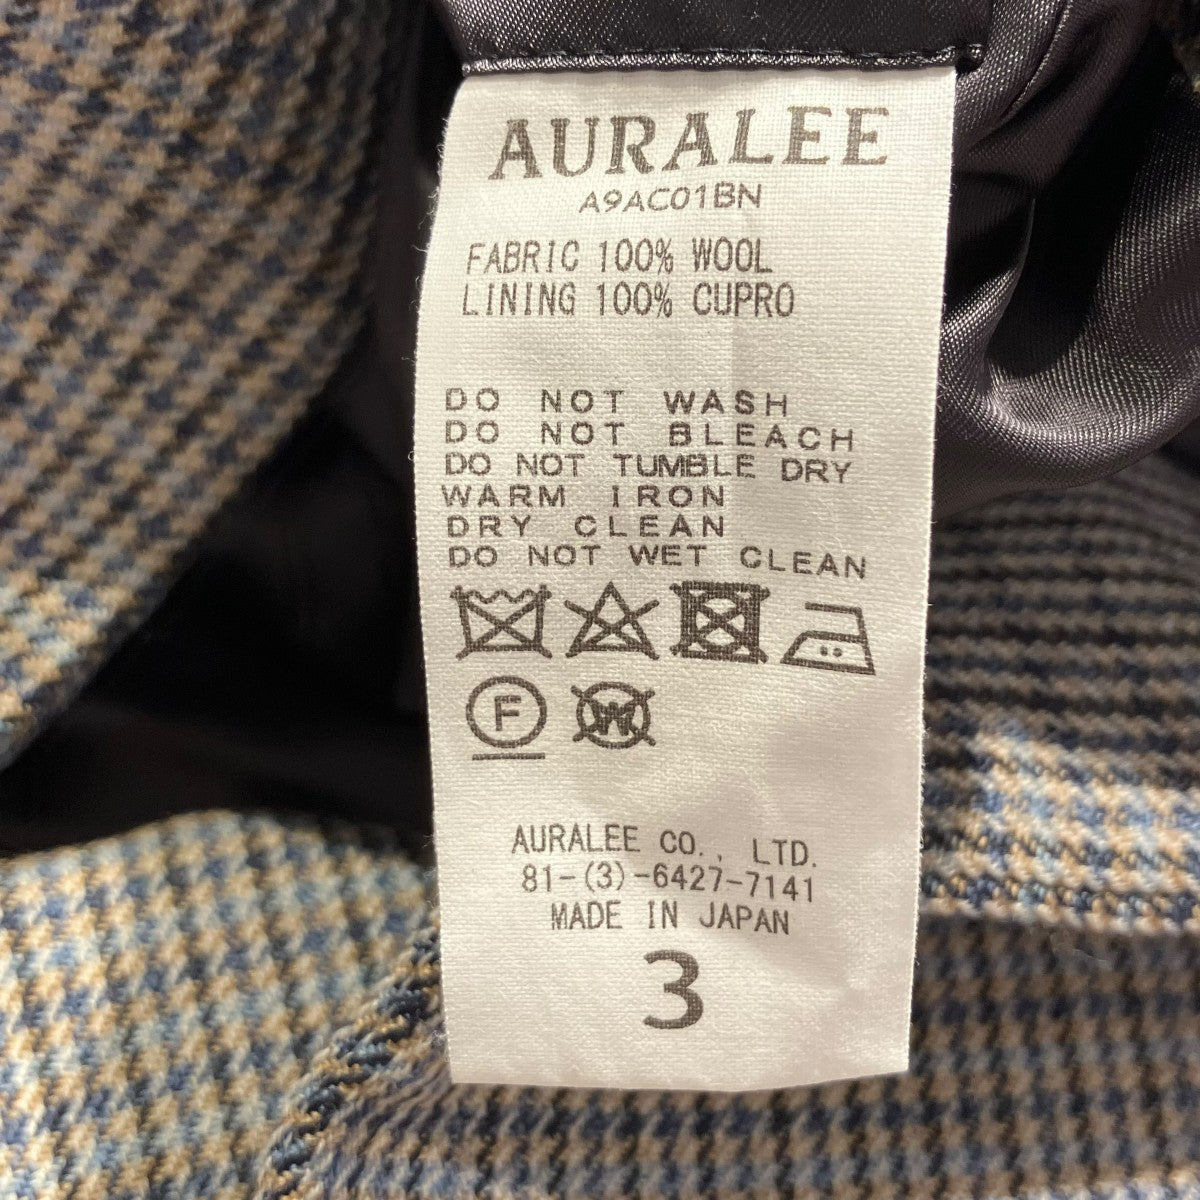 AURALEE
A9AC01BN
FABRIC 100% WOOL
LINING 100% CUPRO
DO NOT WASH
DO NOT BLEACH
DO NOT TUMBLE DRY
WARM IRON
DRY CLEAN
DO NOT WET CLEAN
F W
AURALEE CO., LTD.
81-(3)-6427-7141
MADE IN JAPAN
3